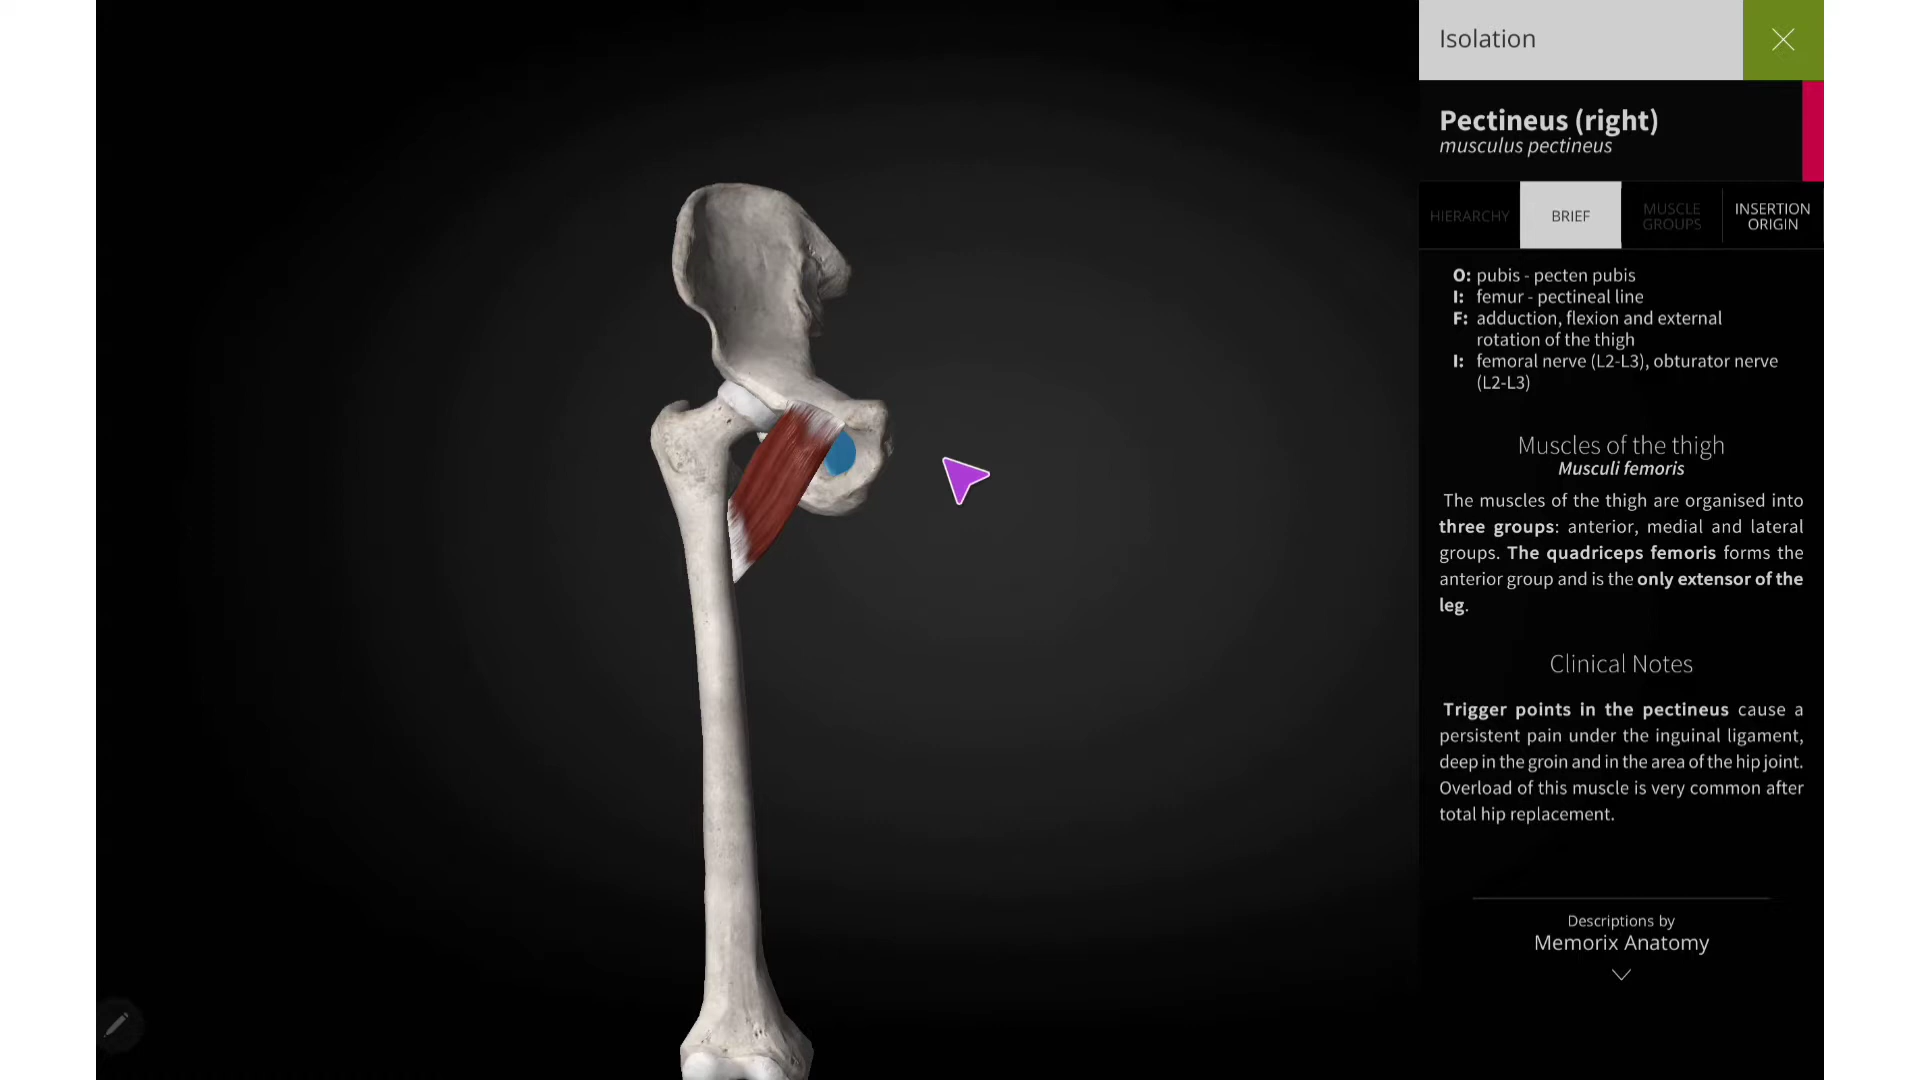 Isolation
Pectineus (right)
musculus pectineus
HIERARCHY
BRIEF
MUSCLE
GROUPS
INSERTION
ORIGIN
O: pubis - pecten pubis
I: femur - pectineal line
F: adduction, flexion and external
rotation of the thigh
I: femoral nerve (L2-L3), obturator nerve
(L2-L3)
Muscles of the thigh
Musculi femoris
The muscles of the thigh are organised into
three groups: anterior, medial and lateral
groups. The quadriceps femoris forms the
anterior group and is the only extensor of the
leg.
Clinical Notes
Trigger points in the pectineus cause a
persistent pain under the inguinal ligament,
deep in the groin and in the area of the hip joint.
Overload of this muscle is very common after
total hip replacement.
Descriptions by
Memorix Anatomy